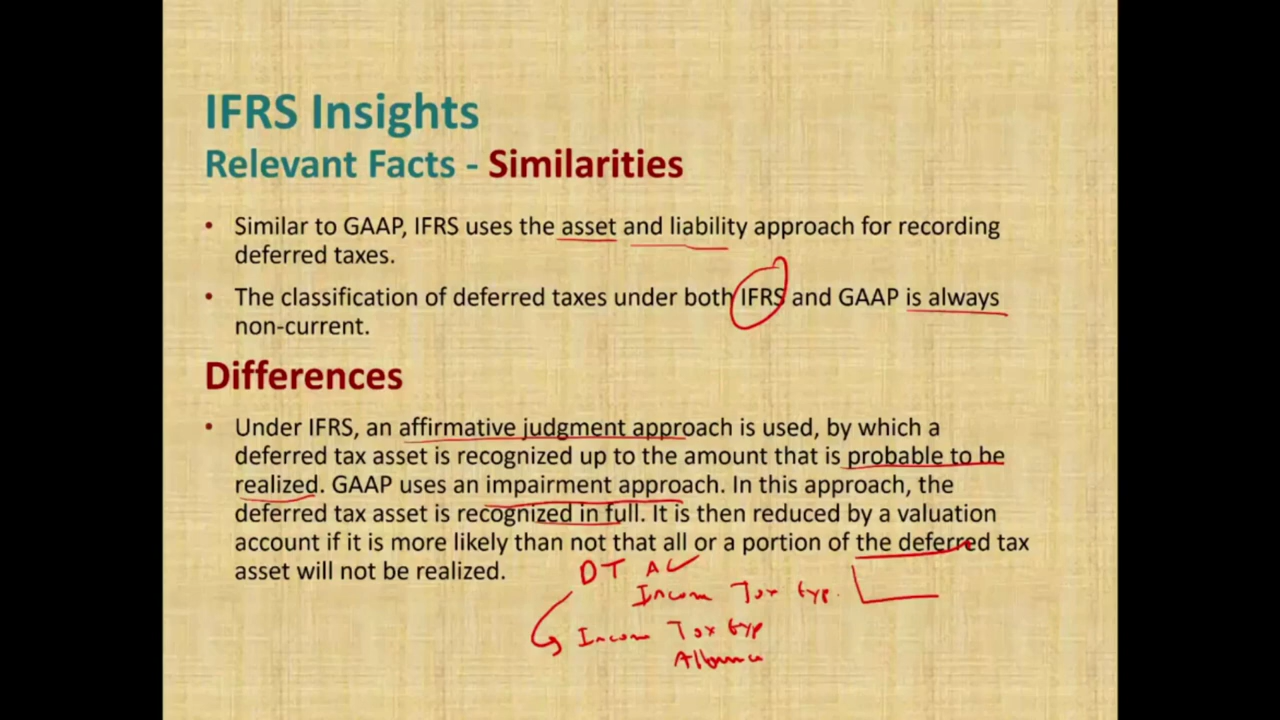 IFRS Insights
Relevant Facts - Similarities
• Similar to GAAP, IFRS uses the asset and liability approach for recording
deferred taxes.
• The classification of deferred taxes under both IFRS and GAAP is always
non-current.
Differences
• Under IFRS, an affirmative judgment approach is used, by which a
deferred tax asset is recognized up to the amount that is probable to be
realized. GAAP uses an impairment approach. In this approach, the
deferred tax asset is recognized in full. It is then reduced by a valuation
account if it is more likely than not that all or a portion of the deferred tax
asset will not be realized.
DT A
Income Tax Exp.
Income Tax Exp